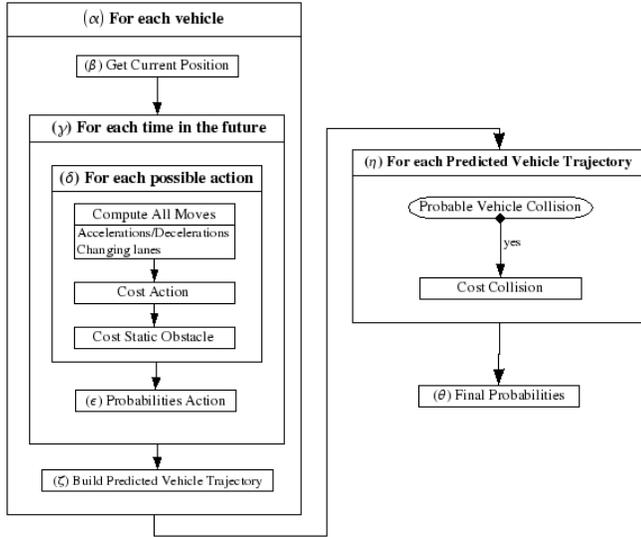 (α) For each vehicle
(β) Get Current Position
(γ) For each time in the future
(δ) For each possible action
Compute All Moves
Accelerations/Decelerations
Changing lanes
Cost Action
Cost Static Obstacle
(ϵ) Probabilities Action
(ζ) Build Predicted Vehicle Trajectory
(η) For each Predicted Vehicle Trajectory
Probable Vehicle Collision
yes
Cost Collision
(θ) Final Probabilities